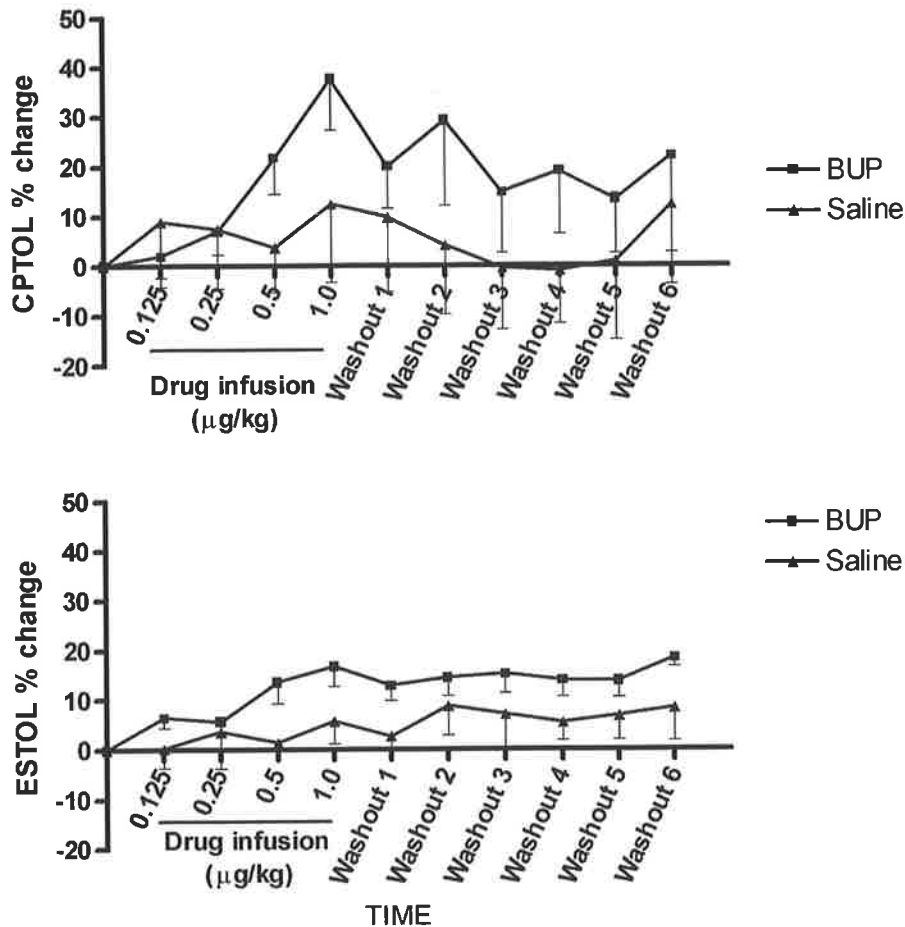 50
40
30
20
10
0
-10
-20
CPTOL % change
BUP
Saline
0.125
0.25
0.5
1.0
Washout 1
Washout 2
Washout 3
Washout 4
Washout 5
Washout 6
Drug infusion
(µg/kg)
50
40
30
20
10
0
-10
-20
ESTOL % change
BUP
Saline
0.125
0.25
0.5
1.0
Washout 1
Washout 2
Washout 3
Washout 4
Washout 5
Washout 6
Drug infusion
(µg/kg)
TIME